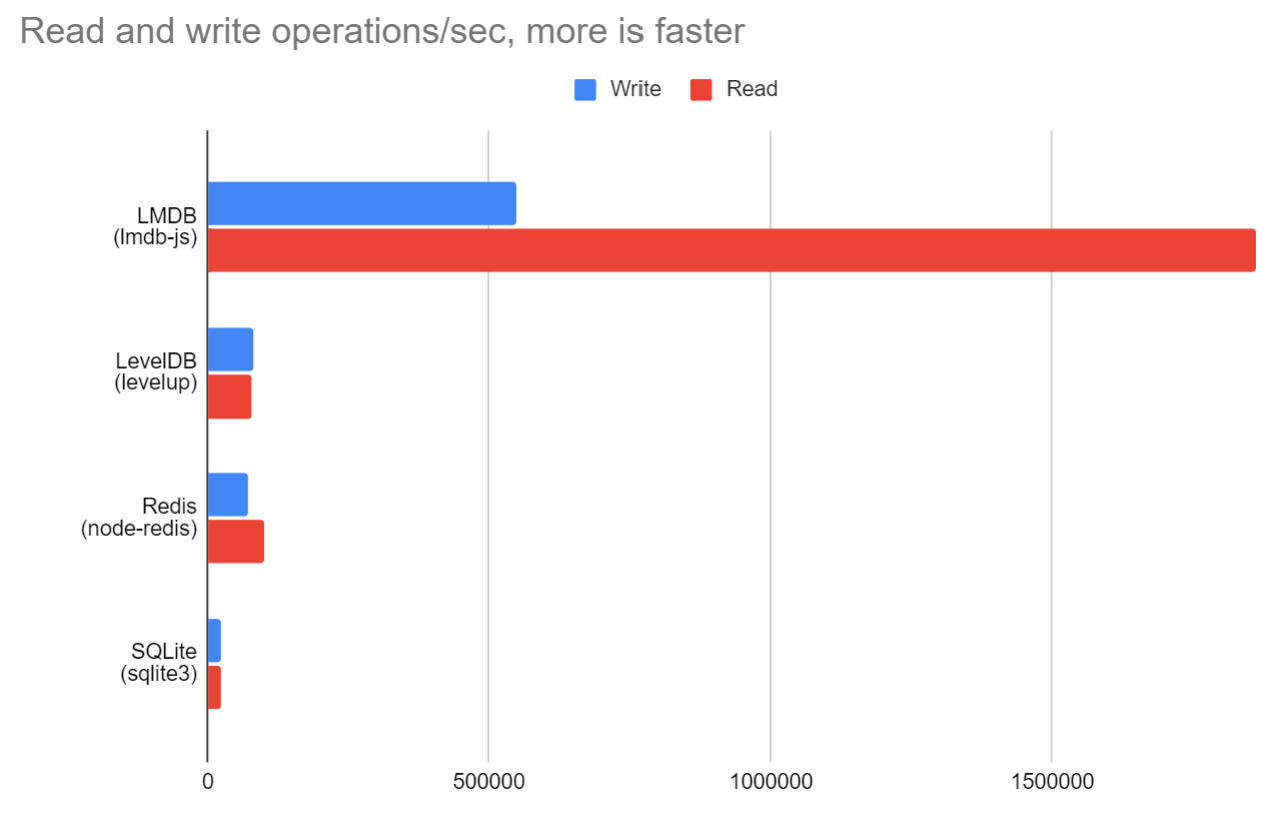 Read and write operations/sec, more is faster
Write
Read
LMDB
(lmdb-js)
LevelDB
(levelup)
Redis
(node-redis)
SQLite
(sqlite3)
0
500000
1000000
1500000